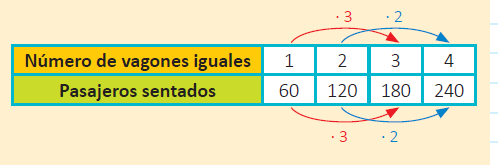 · 3 · 2
Número de vagones iguales 1 2 3 4
Pasajeros sentados 60 120 180 240
· 3 · 2